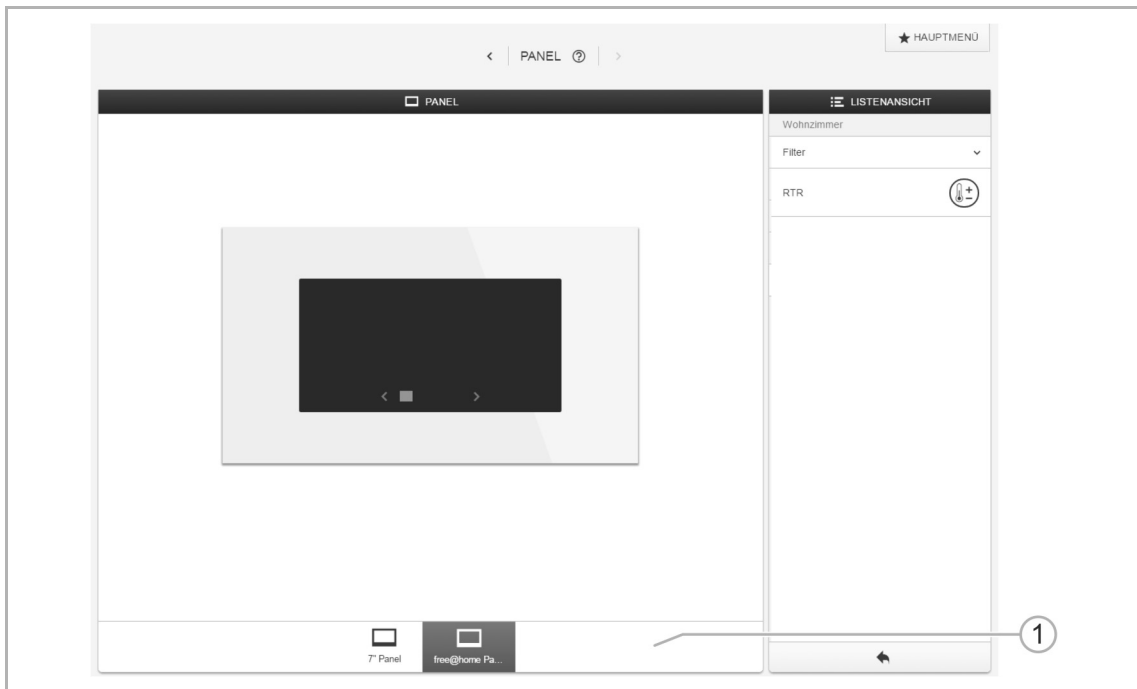 HAUPTMENÜ
PANEL
PANEL
LISTENANSICHT
Wohnzimmer
Filter
RTR
7" Panel
free@home Pa...
1